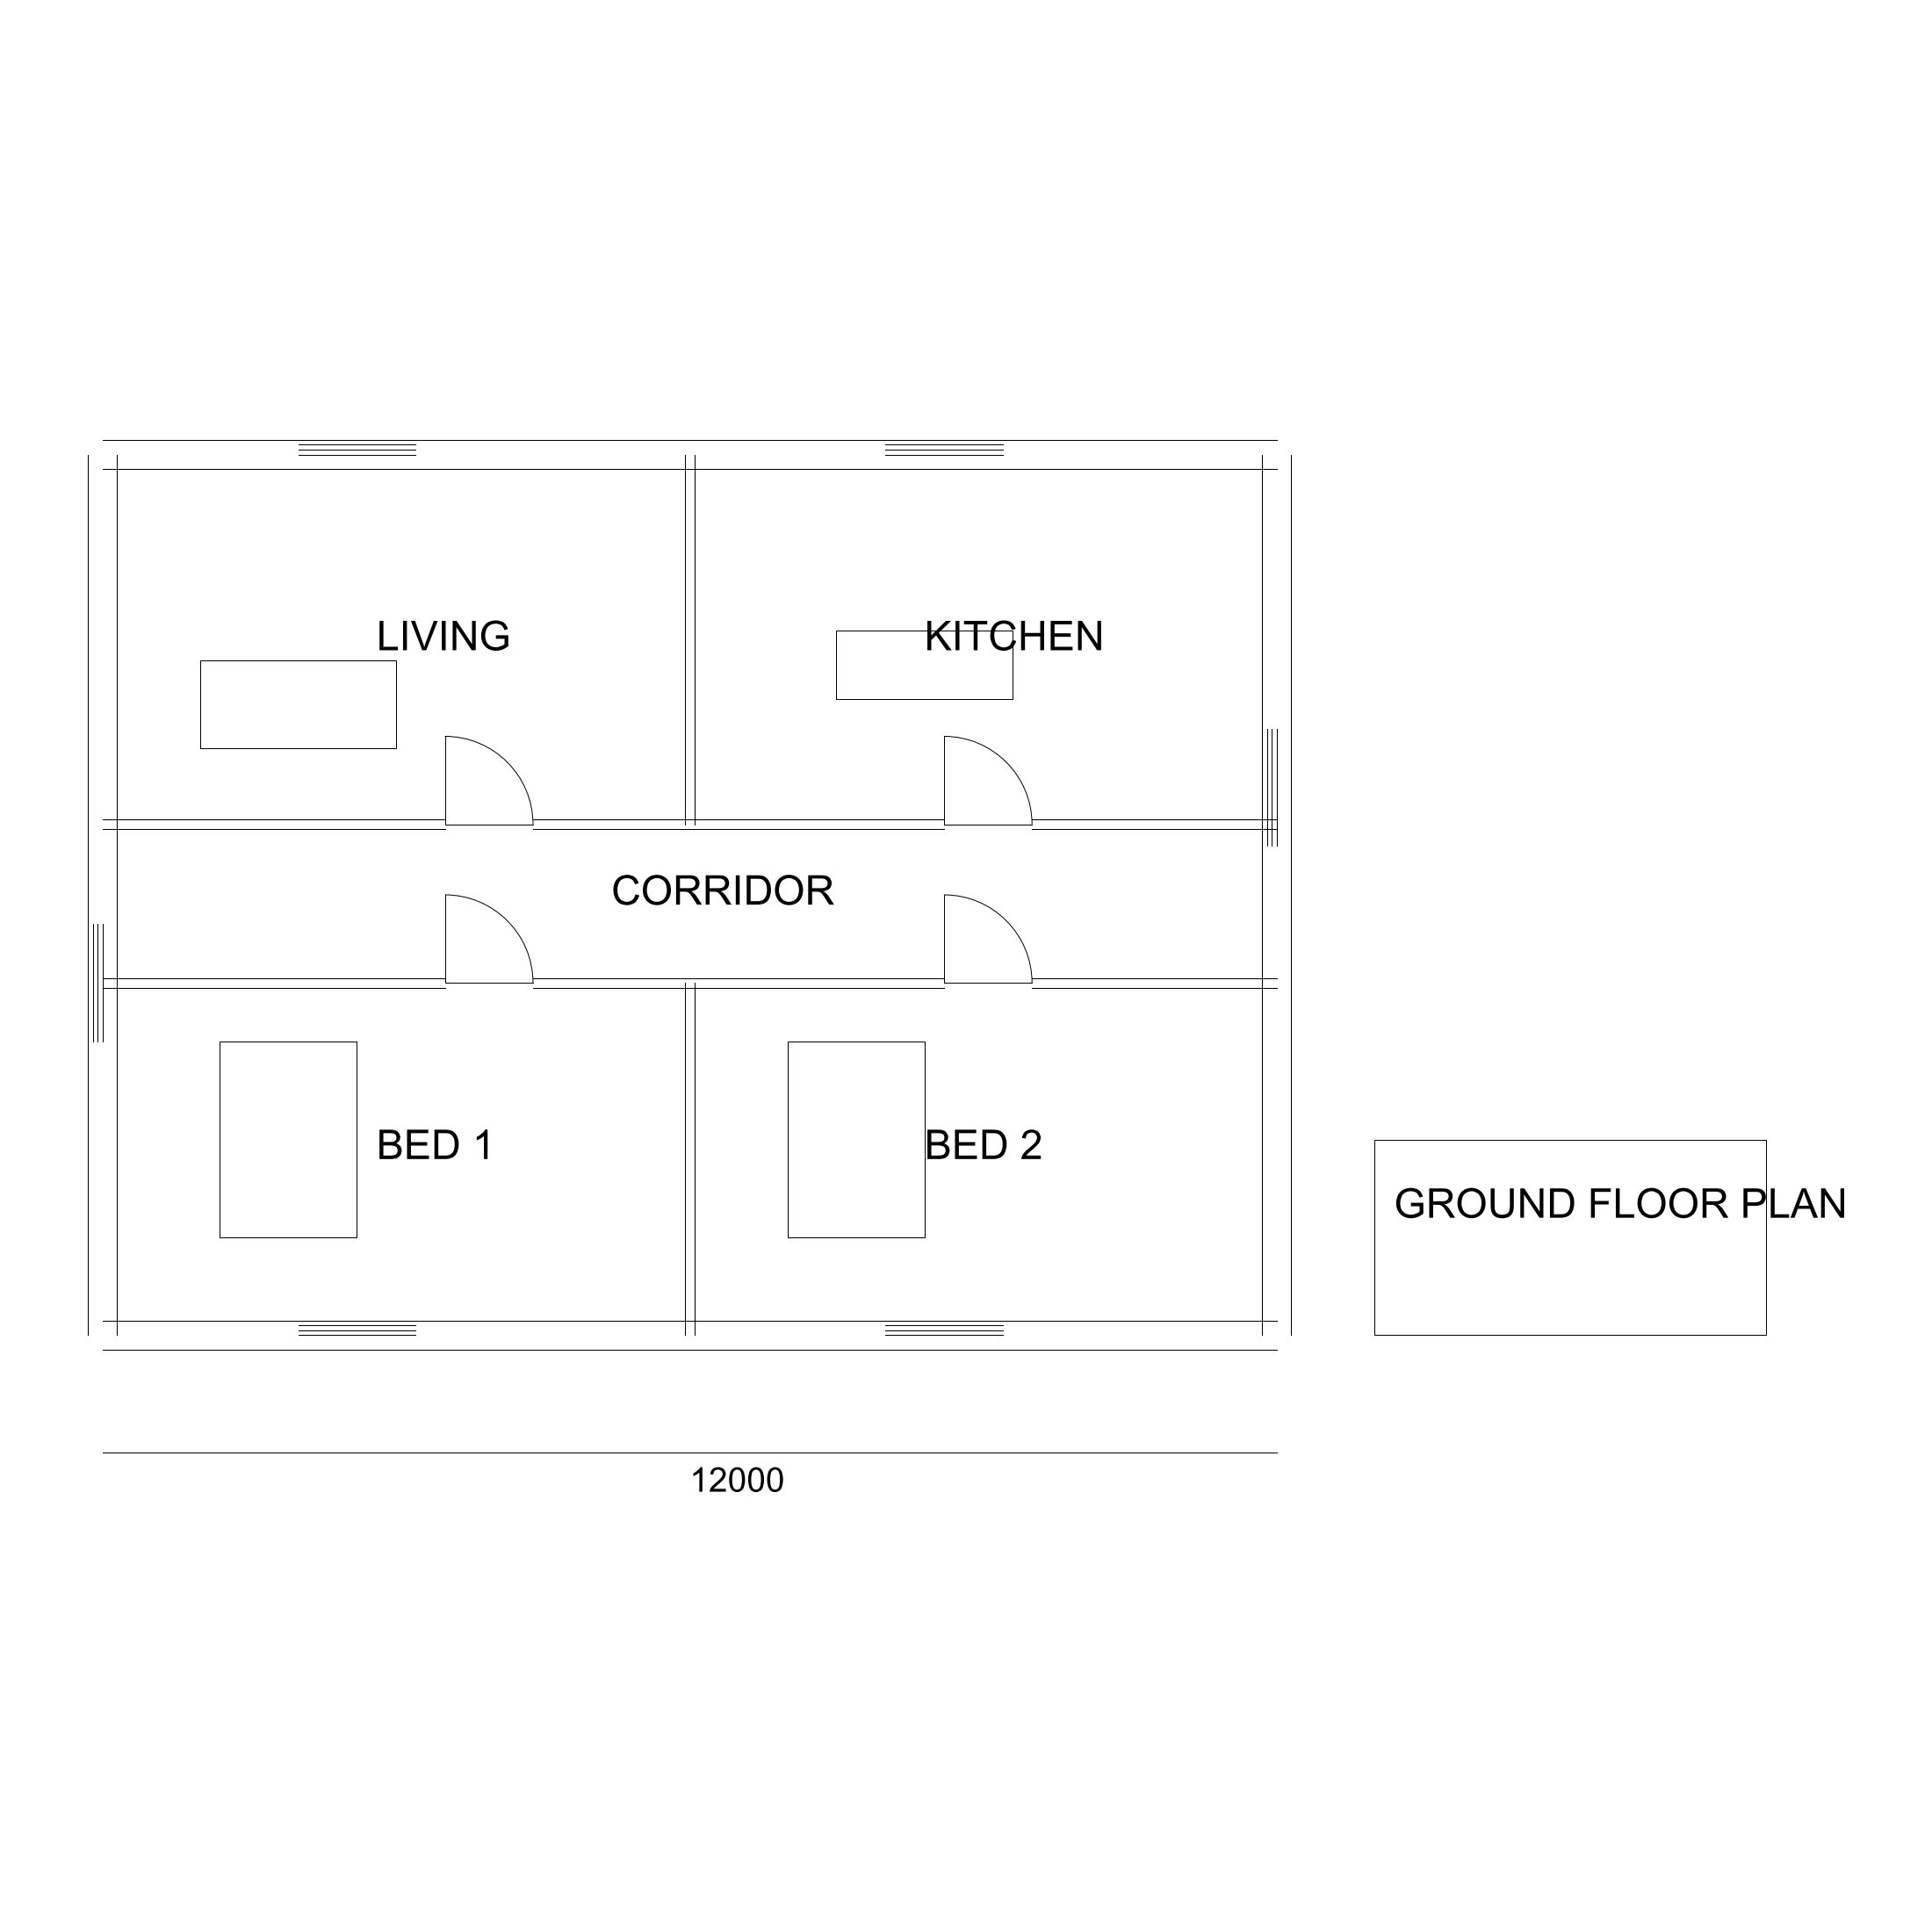 LIVING
KITCHEN
CORRIDOR
BED 1
BED 2
GROUND FLOOR PLAN
12000